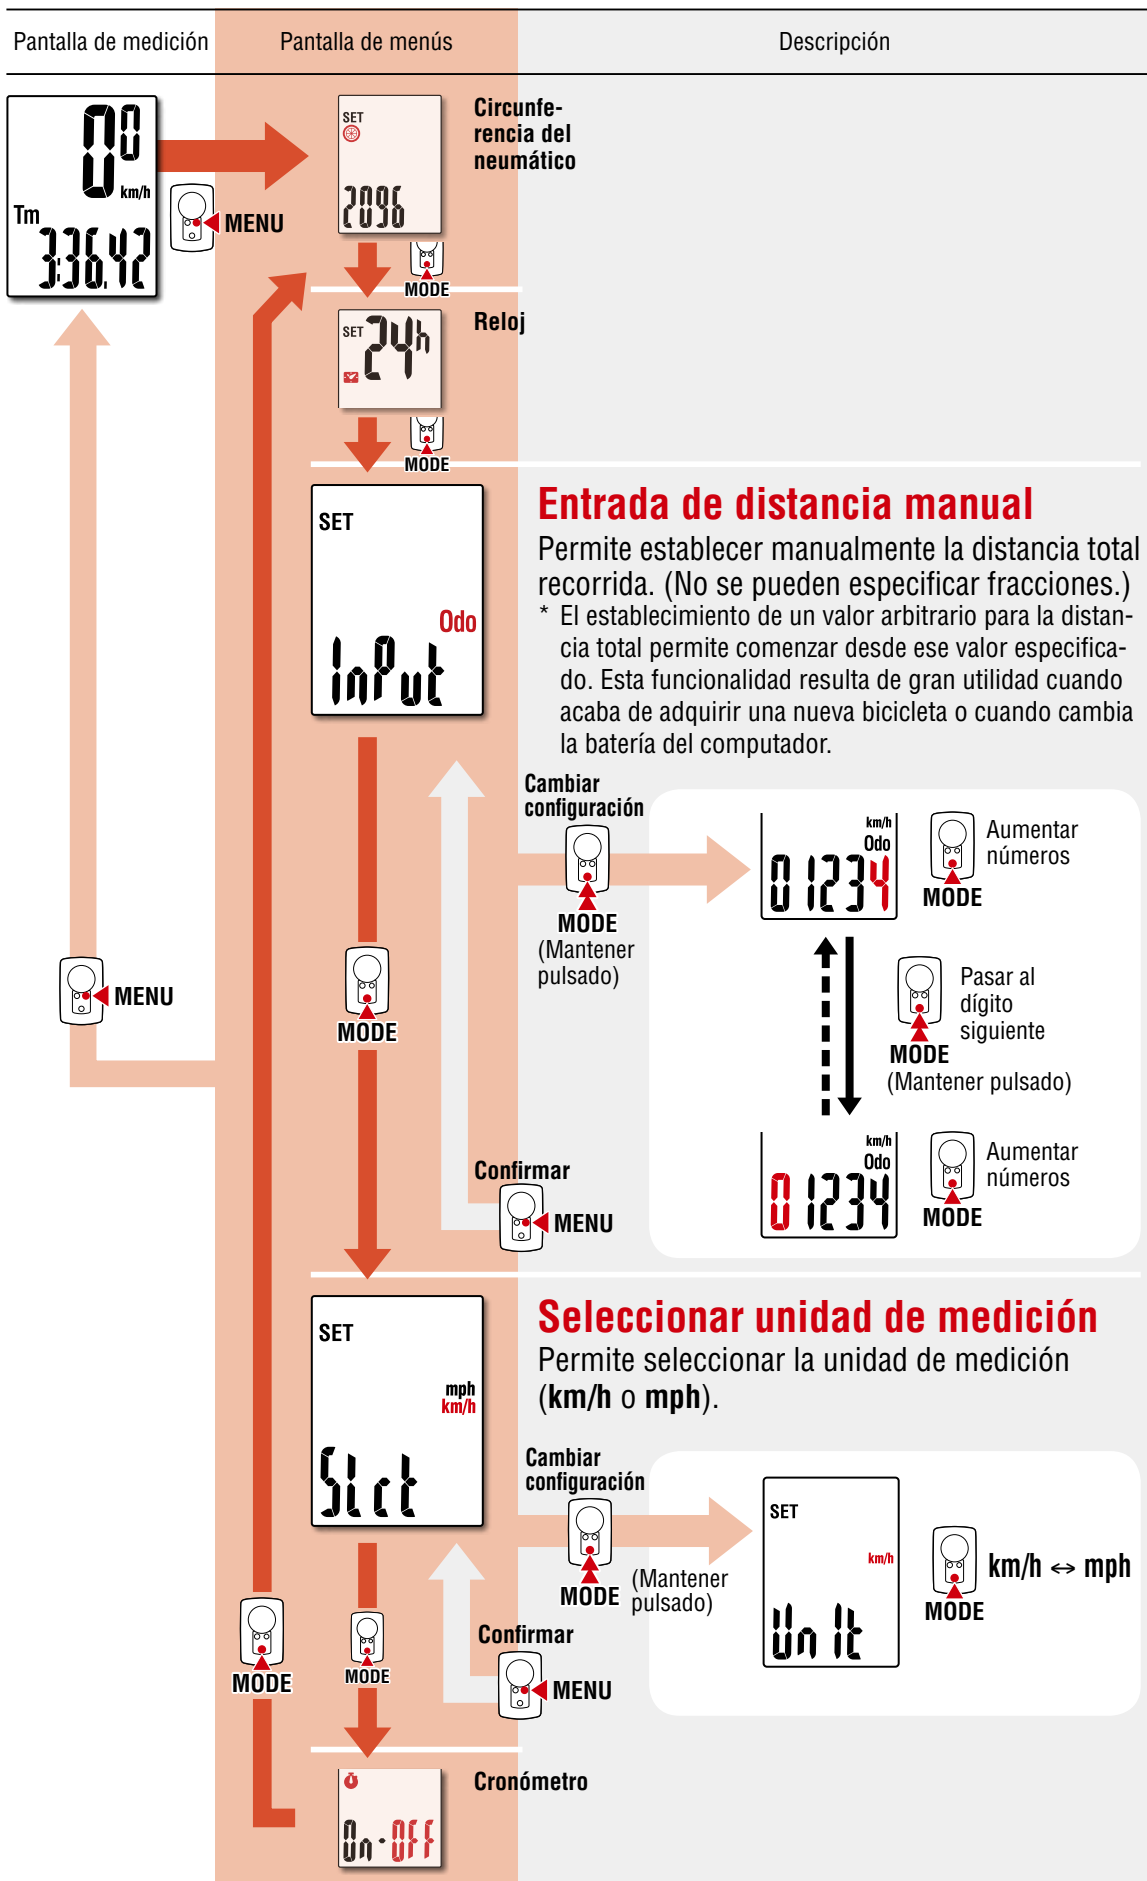 Pantalla de medición
Pantalla de menús
Descripción
0.0
km/h
Tm
3:36.42
MENU
SET
2096
Circunfe-
rencia del
neumático
MODE
SET
24h
Reloj
MODE
SET
Odo
InPut
Entrada de distancia manual
Permite establecer manualmente la distancia total
recorrida. (No se pueden especificar fracciones.)
* El establecimiento de un valor arbitrario para la distan-
cia total permite comenzar desde ese valor especifica-
do. Esta funcionalidad resulta de gran utilidad cuando
acaba de adquirir una nueva bicicleta o cuando cambia
la batería del computador.
Cambiar
configuración
MODE
(Mantener
pulsado)
km/h
Odo
01234
Aumentar
números
MODE
Pasar al
dígito
siguiente
MODE
(Mantener pulsado)
km/h
Odo
01234
Aumentar
números
MODE
MENU
MODE
Confirmar
MENU
SET
mph
km/h
Slct
Seleccionar unidad de medición
Permite seleccionar la unidad de medición
(km/h o mph).
Cambiar
configuración
MODE
(Mantener
pulsado)
SET
km/h
Unit
km/h ↔ mph
MODE
Confirmar
MENU
MODE
MODE
On-OFF
Cronómetro